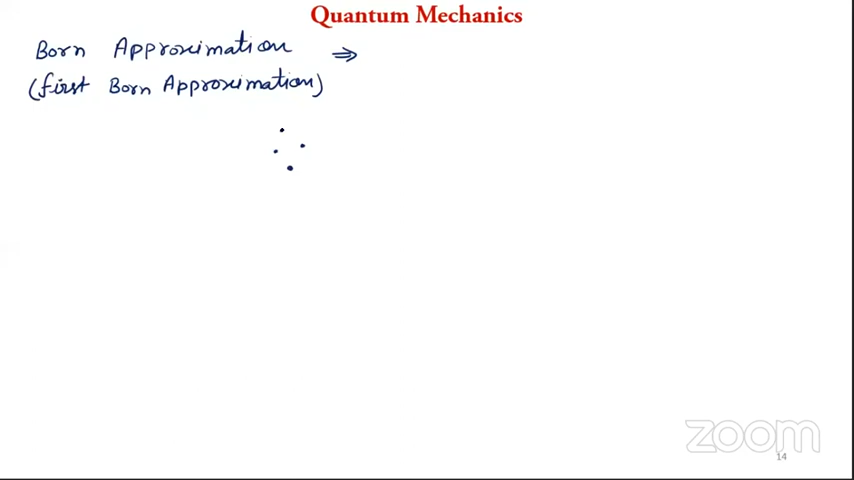 Quantum Mechanics
Born Approximation ⇒
(First Born Approximation)
zoom
14